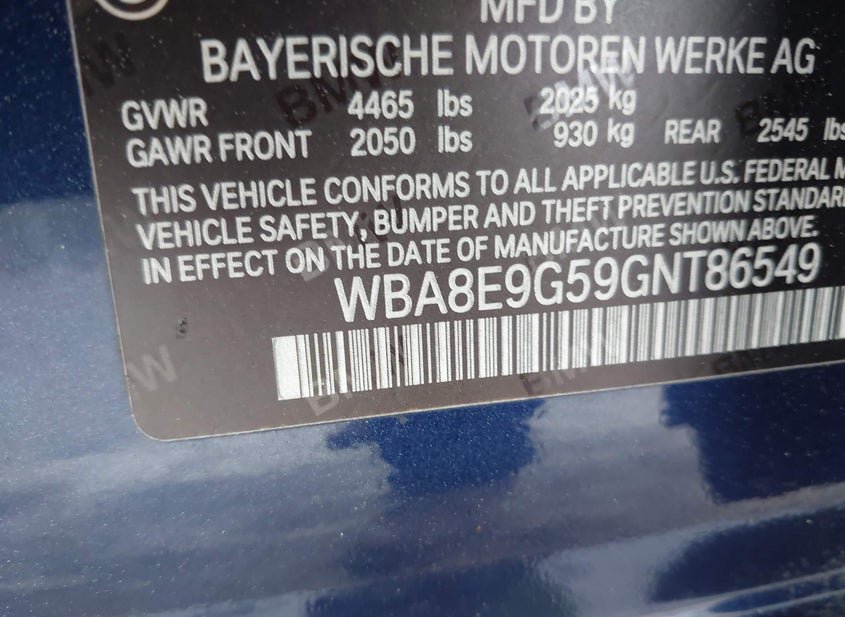 MFD BY
BAYERISCHE MOTOREN WERKE AG
GVWR 4465 lbs 2025 kg
GAWR FRONT 2050 lbs 930 kg REAR 2545 lbs
THIS VEHICLE CONFORMS TO ALL APPLICABLE U.S. FEDERAL M
VEHICLE SAFETY, BUMPER AND THEFT PREVENTION STANDARD
IN EFFECT ON THE DATE OF MANUFACTURE SHOWN ABOVE.
WBA8E9G59GNT86549